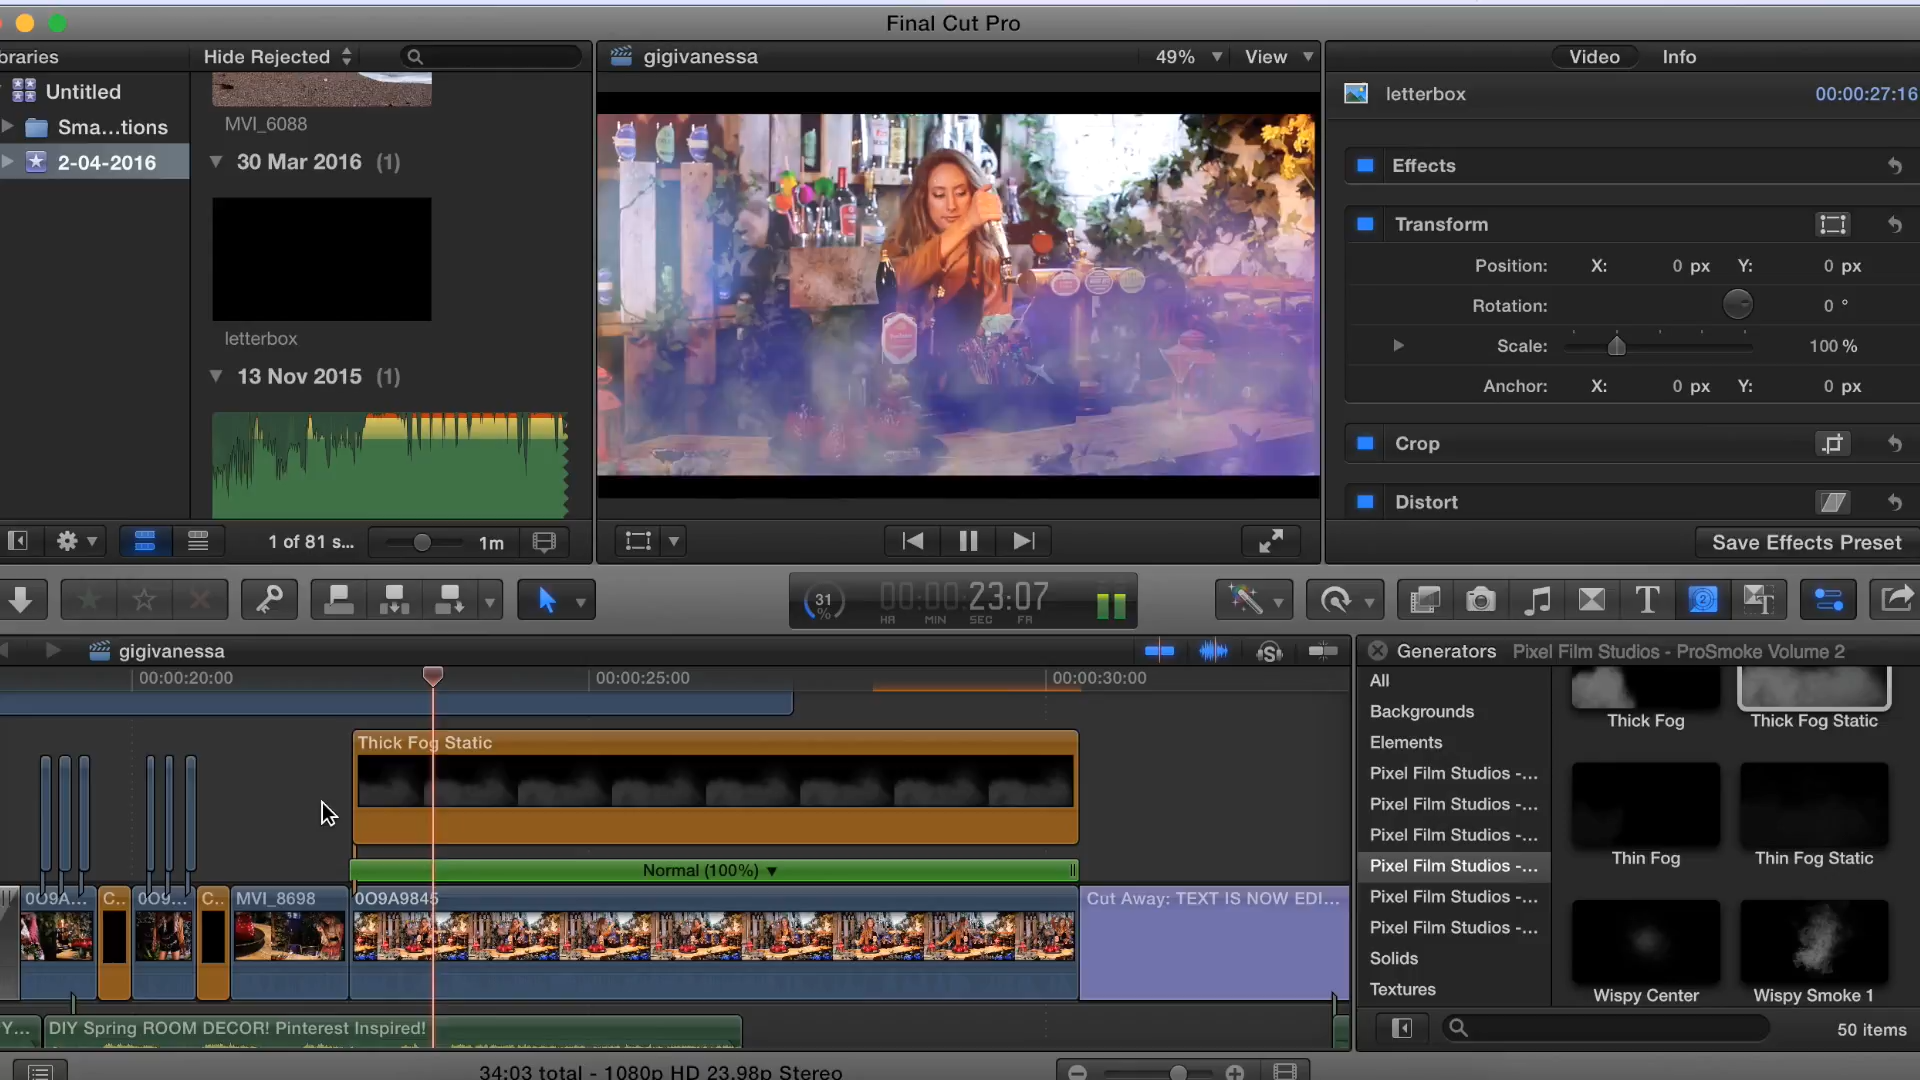 Final Cut Pro
braries
Hide Rejected
gigivanessa
49%
View
Video
Info
Untitled
Sma...tions
2-04-2016
MVI_6088
30 Mar 2016 (1)
letterbox
13 Nov 2015 (1)
1 of 81 s...
1m
letterbox
00:00:27:16
Effects
Transform
Position: X: 0 px Y: 0 px
Rotation: 0 °
Scale: 100 %
Anchor: X: 0 px Y: 0 px
Crop
Distort
Save Effects Preset
31
%
00:00:23:07
HR MIN SEC FR
gigivanessa
00:00:20:00
00:00:25:00
00:00:30:00
Thick Fog Static
Normal (100%)
0O9A...
C..
0O9...
C..
MVI_8698
0O9A9845
Cut Away: TEXT IS NOW EDI...
Y...
DIY Spring ROOM DECOR! Pinterest Inspired!
34:03 total - 1080p HD 23.98p Stereo
Generators
Pixel Film Studios - ProSmoke Volume 2
All
Backgrounds
Elements
Pixel Film Studios -...
Pixel Film Studios -...
Pixel Film Studios -...
Pixel Film Studios -...
Pixel Film Studios -...
Pixel Film Studios -...
Solids
Textures
Thick Fog
Thick Fog Static
Thin Fog
Thin Fog Static
Wispy Center
Wispy Smoke 1
50 items